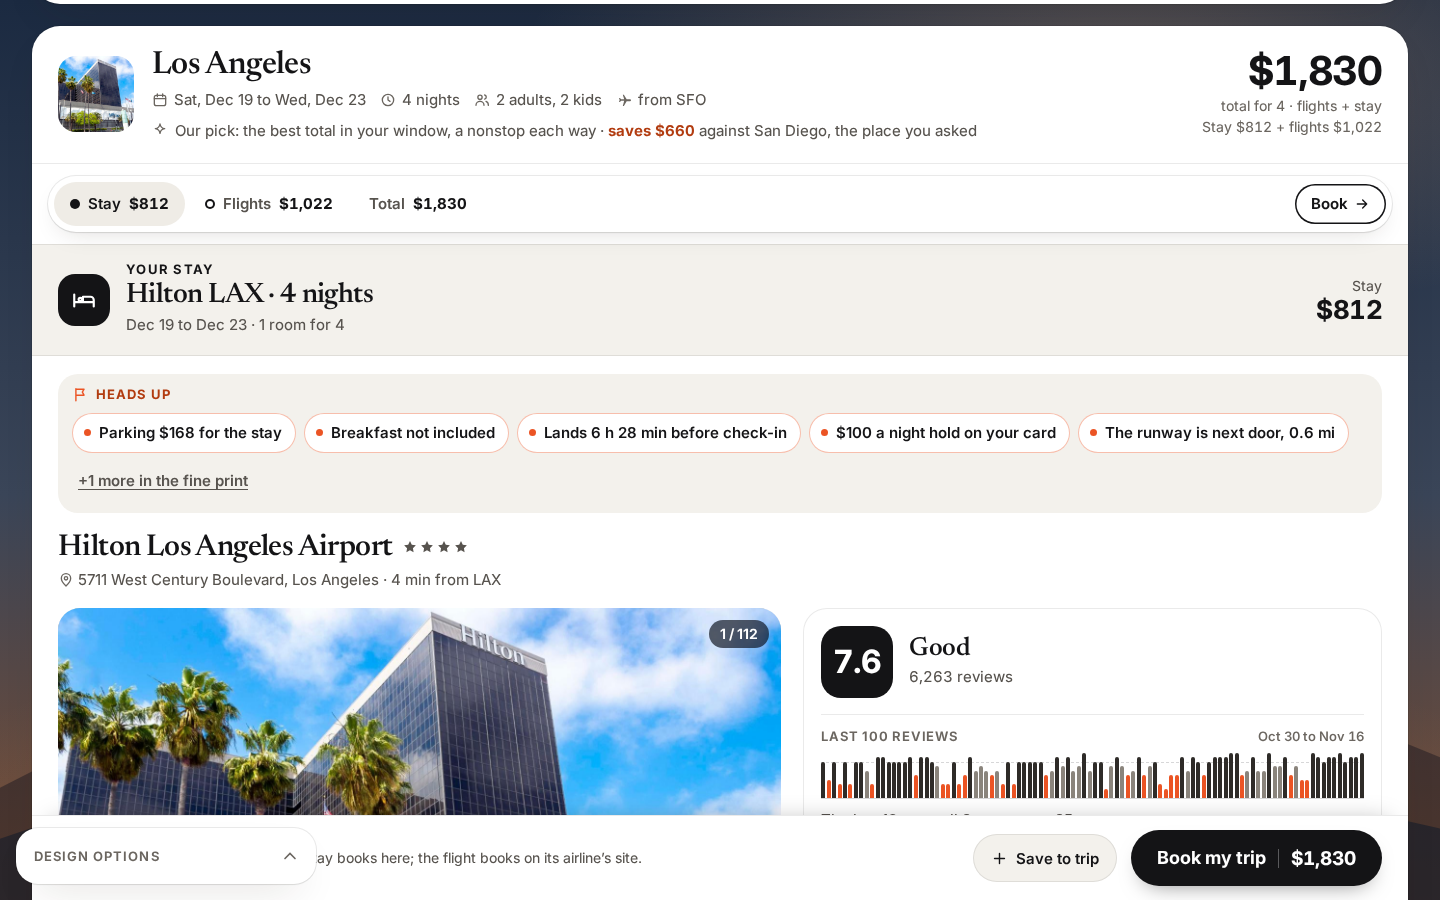 Los Angeles
Sat, Dec 19 to Wed, Dec 23 4 nights 2 adults, 2 kids from SFO
Our pick: the best total in your window, a nonstop each way · saves $660 against San Diego, the place you asked
$1,830
total for 4 · flights + stay
Stay $812 + flights $1,022
Stay $812 Flights $1,022 Total $1,830 Book →
YOUR STAY
Hilton LAX · 4 nights
Dec 19 to Dec 23 · 1 room for 4
Stay
$812
HEADS UP
Parking $168 for the stay
Breakfast not included
Lands 6 h 28 min before check-in
$100 a night hold on your card
The runway is next door, 0.6 mi
+1 more in the fine print
Hilton Los Angeles Airport
5711 West Century Boulevard, Los Angeles · 4 min from LAX
Hilton
1 / 112
7.6
Good
6,263 reviews
LAST 100 REVIEWS Oct 30 to Nov 16
DESIGN OPTIONS
ay books here; the flight books on its airline’s site.
+ Save to trip
Book my trip $1,830